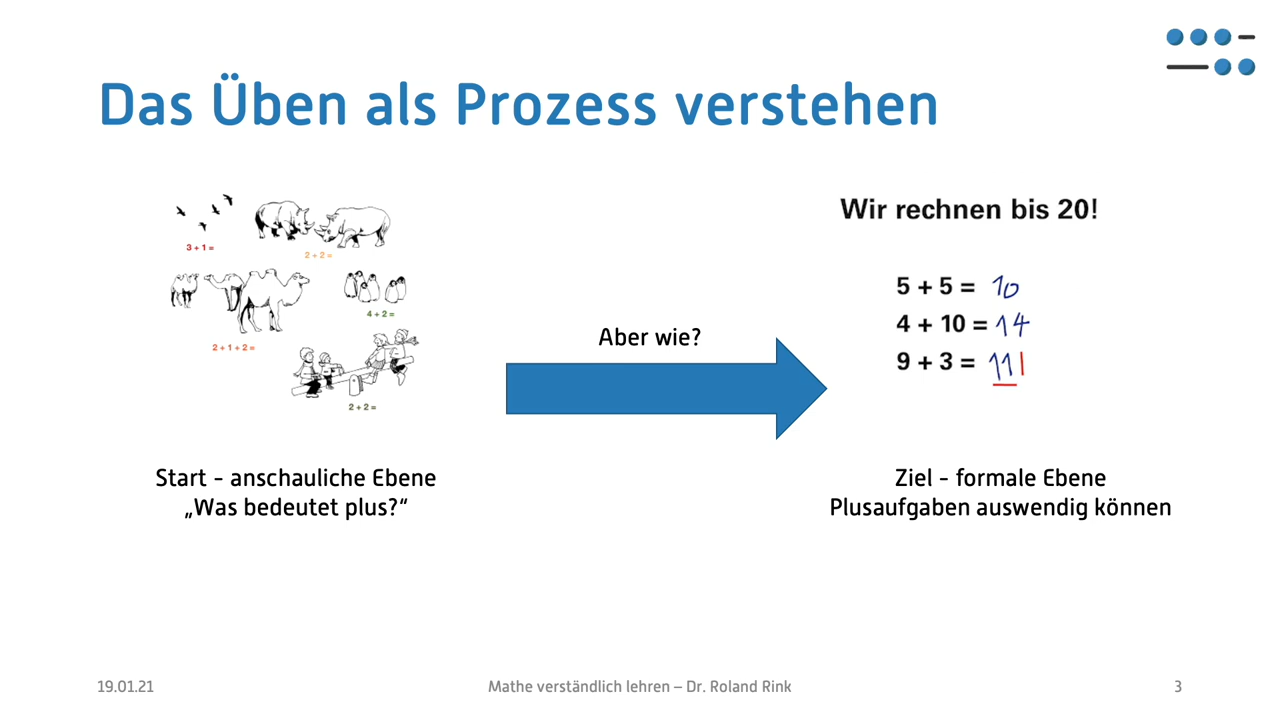 Das Üben als Prozess verstehen
3 + 1 =
2 + 2 =
4 + 2 =
2 + 1 + 2 =
2 + 2 =
Start - anschauliche Ebene
„Was bedeutet plus?“
Aber wie?
Wir rechnen bis 20!
5 + 5 = 10
4 + 10 = 14
9 + 3 = 11 |
Ziel - formale Ebene
Plusaufgaben auswendig können
19.01.21
Mathe verständlich lehren – Dr. Roland Rink
3